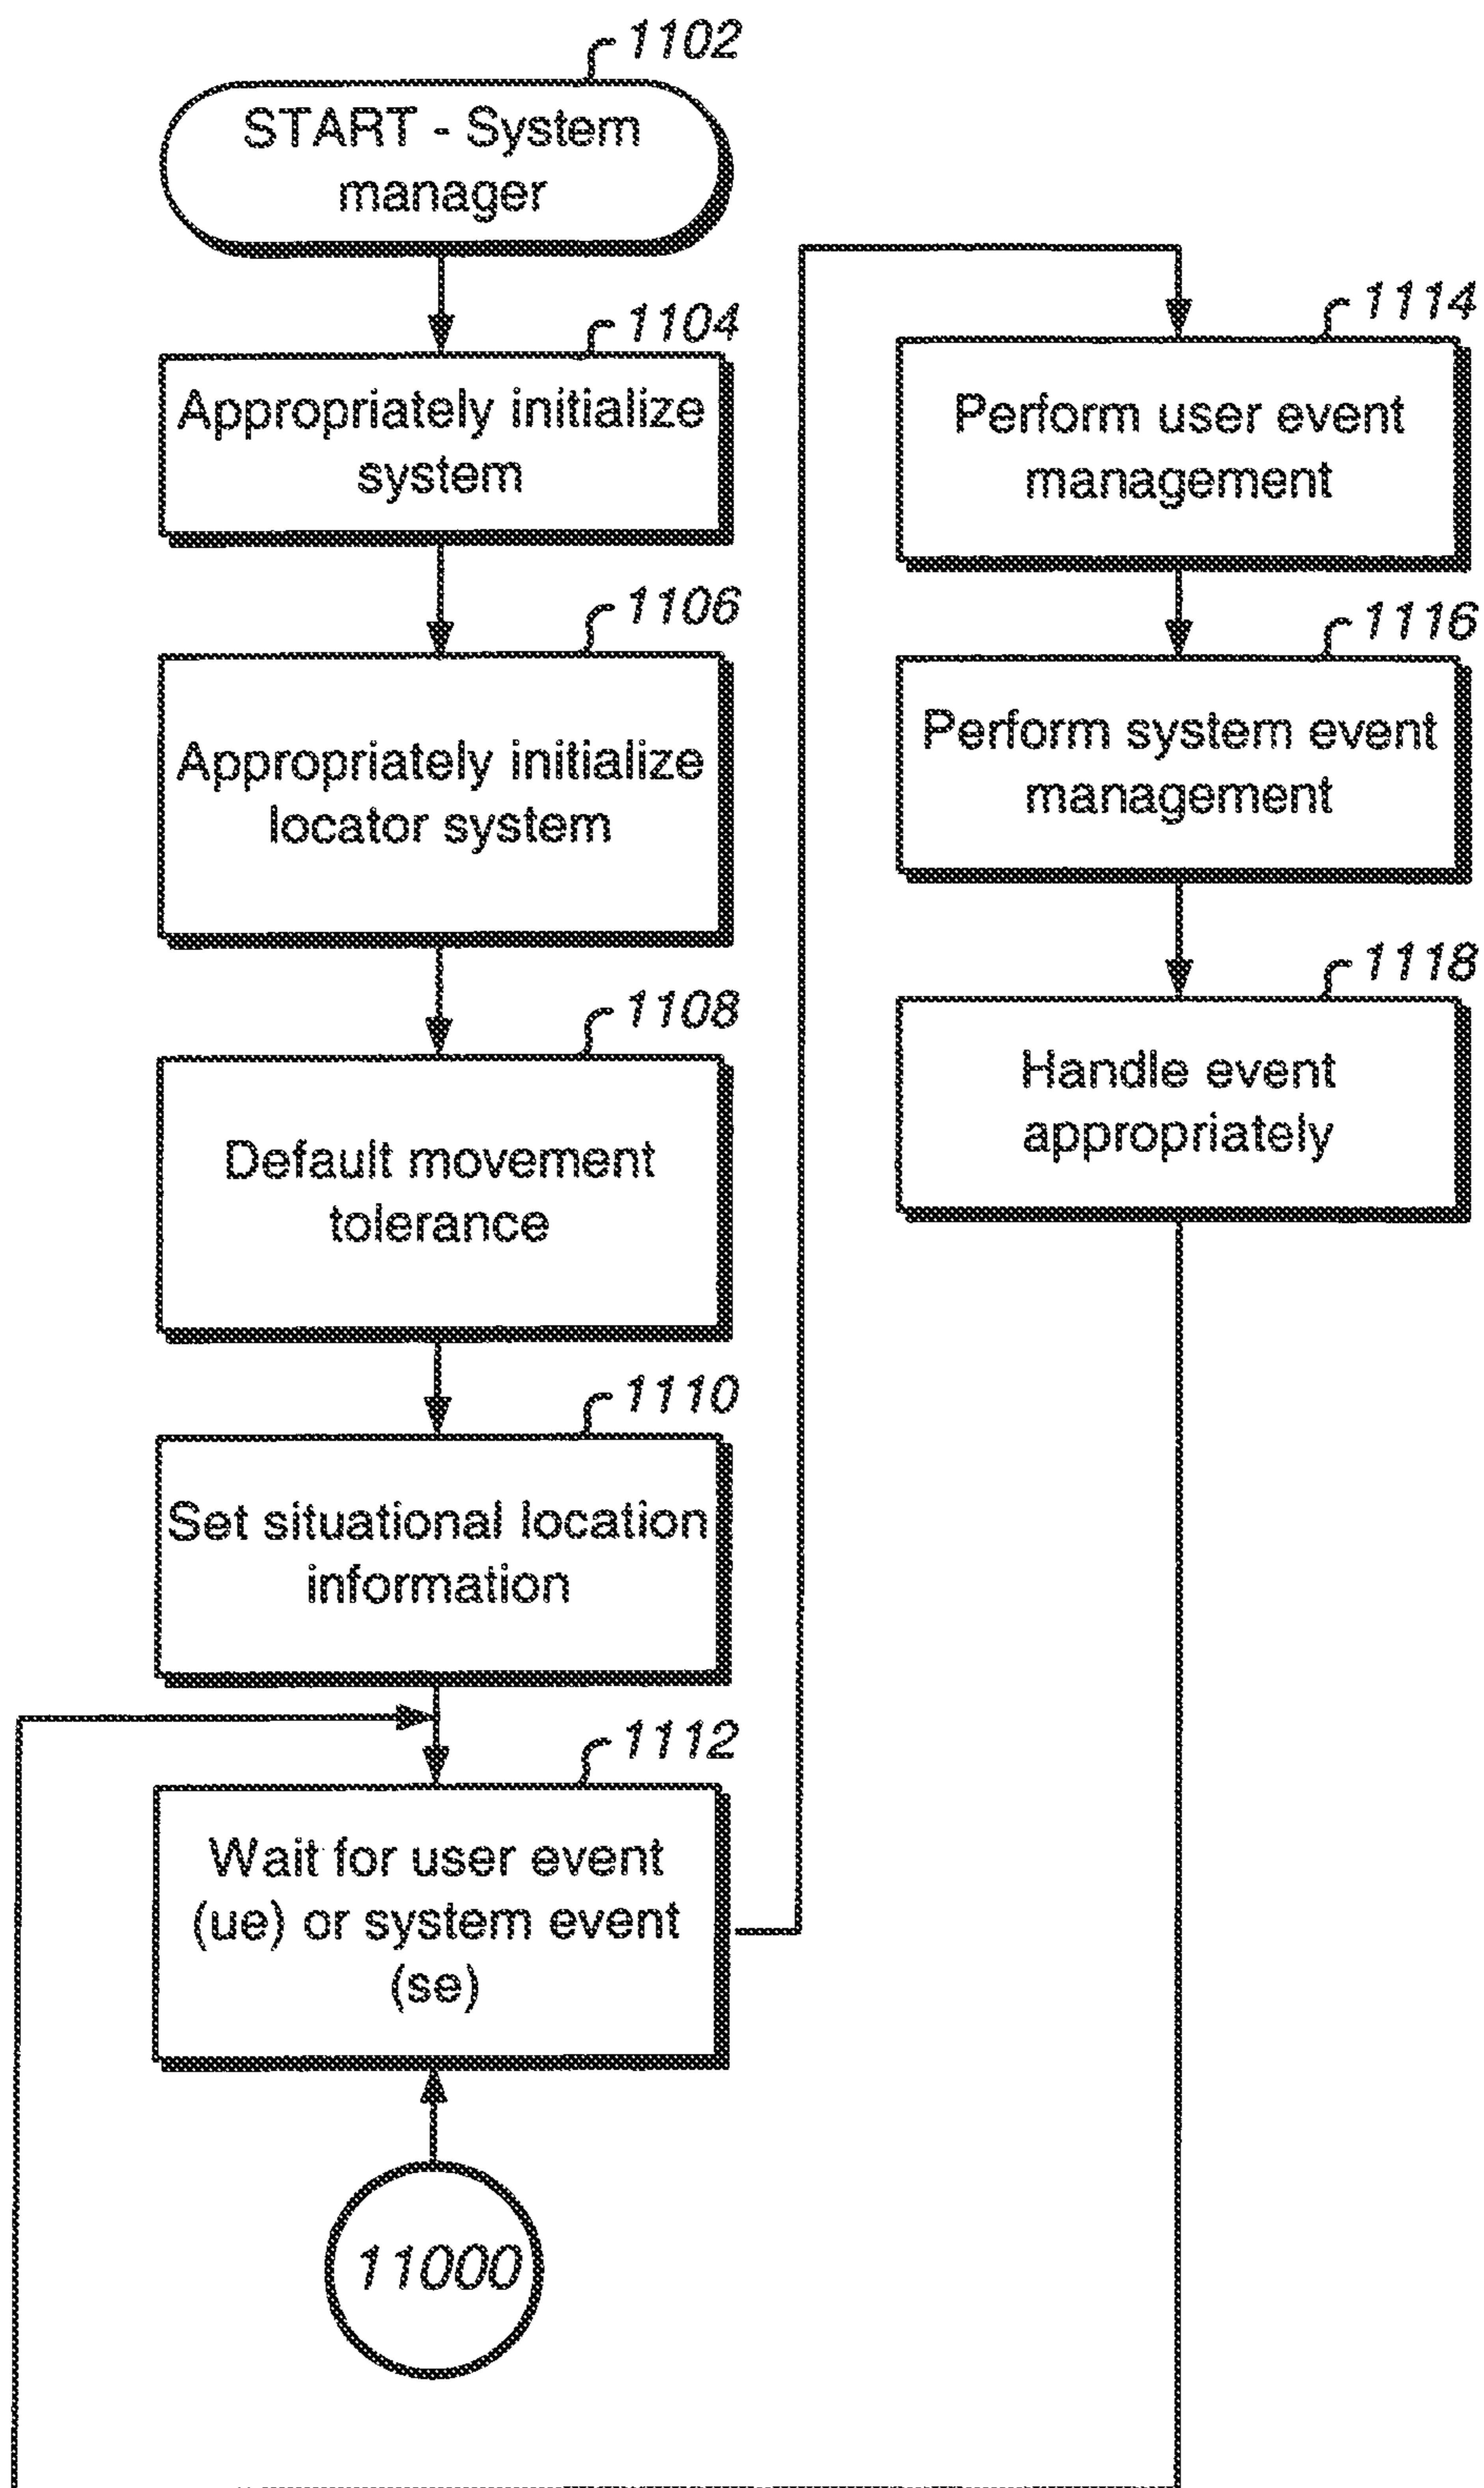 1102
START - System
manager
1104
Appropriately initialize
system
1106
Appropriately initialize
locator system
1108
Default movement
tolerance
1110
Set situational location
information
1112
Wait for user event
(ue) or system event
(se)
11000
1114
Perform user event
management
1116
Perform system event
management
1118
Handle event
appropriately